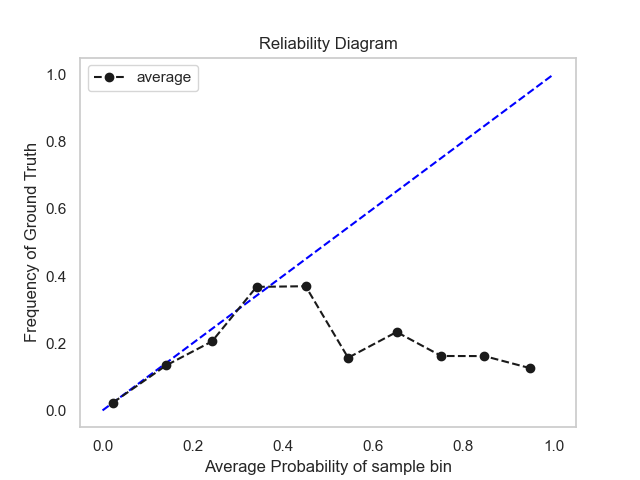 Reliability Diagram
average
1.0
0.8
0.6
0.4
0.2
0.0
Frequency of Ground Truth
0.0 0.2 0.4 0.6 0.8 1.0
Average Probability of sample bin